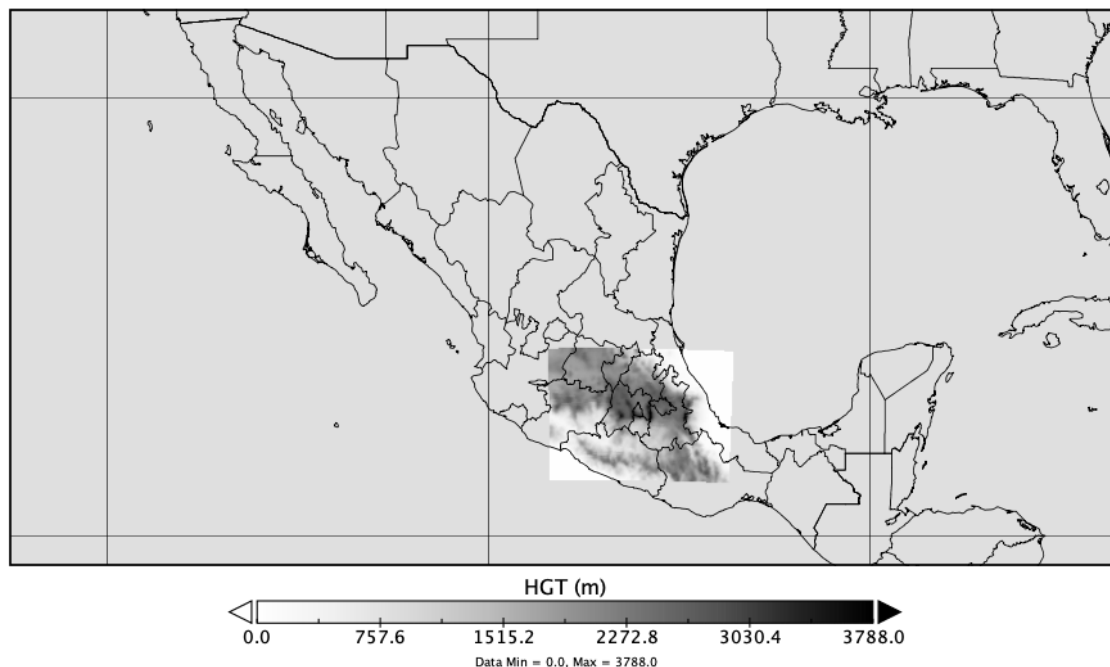 HGT (m)
0.0 757.6 1515.2 2272.8 3030.4 3788.0
Data Min = 0.0, Max = 3788.0